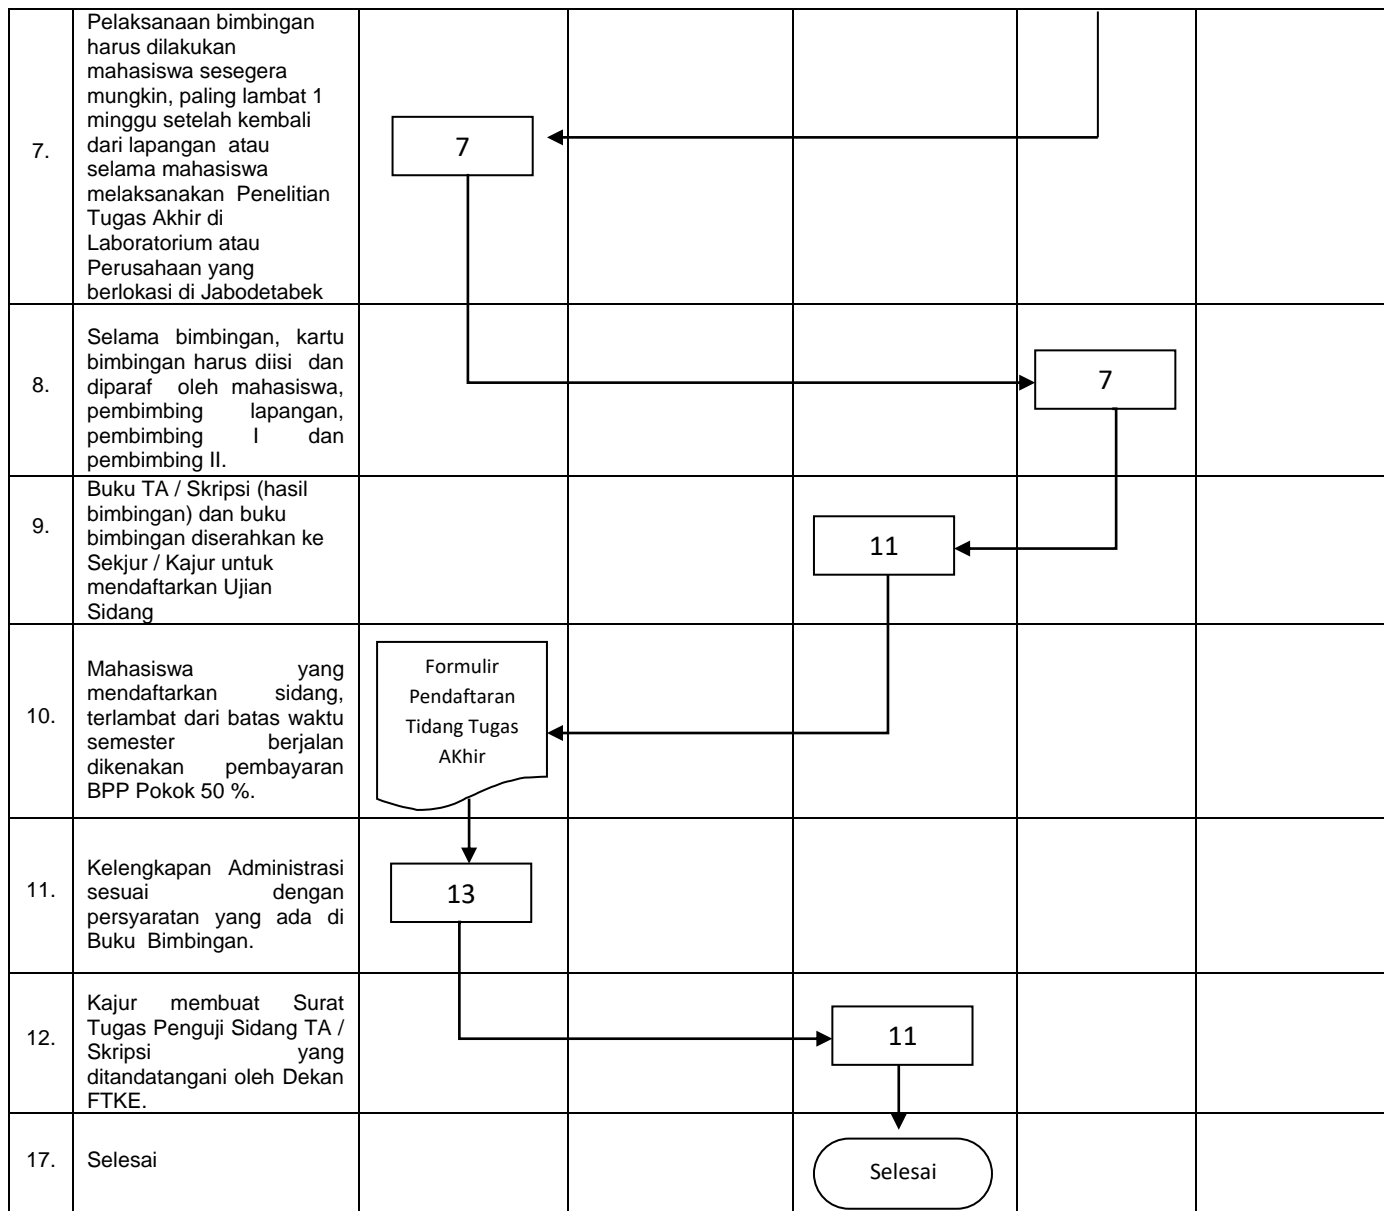 7.
Pelaksanaan bimbingan
harus dilakukan
mahasiswa sesegera
mungkin, paling lambat 1
minggu setelah kembali
dari lapangan atau
selama mahasiswa
melaksanakan Penelitian
Tugas Akhir di
Laboratorium atau
Perusahaan yang
berlokasi di Jabodetabek
7
8.
Selama bimbingan, kartu
bimbingan harus diisi dan
diparaf oleh mahasiswa,
pembimbing lapangan,
pembimbing I dan
pembimbing II.
7
9.
Buku TA / Skripsi (hasil
bimbingan) dan buku
bimbingan diserahkan ke
Sekjur / Kajur untuk
mendaftarkan Ujian
Sidang
11
10.
Mahasiswa yang
mendaftarkan sidang,
terlambat dari batas waktu
semester berjalan
dikenakan pembayaran
BPP Pokok 50 %.
Formulir
Pendaftaran
Tidang Tugas
AKhir
11.
Kelengkapan Administrasi
sesuai dengan
persyaratan yang ada di
Buku Bimbingan.
13
12.
Kajur membuat Surat
Tugas Penguji Sidang TA /
Skripsi yang
ditandatangani oleh Dekan
FTKE.
11
17.
Selesai
Selesai